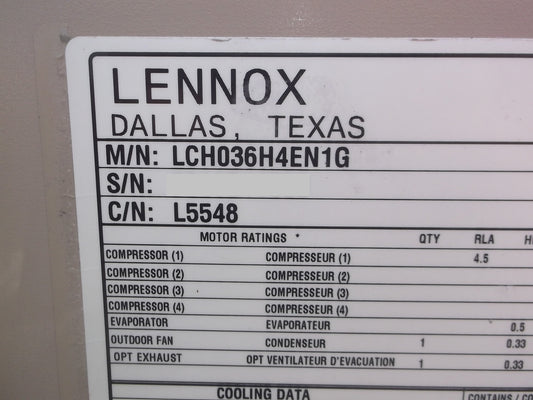 LENNOX
DALLAS, TEXAS
M/N: LCH036H4EN1G
S/N:
C/N: L5548
MOTOR RATINGS * QTY RLA
COMPRESSOR (1) COMPRESSEUR (1) 4.5
COMPRESSOR (2) COMPRESSEUR (2)
COMPRESSOR (3) COMPRESSEUR (3)
COMPRESSOR (4) COMPRESSEUR (4)
EVAPORATOR EVAPORATEUR 0.5
OUTDOOR FAN CONDENSEUR 1 0.33
OPT EXHAUST OPT VENTILATEUR D'EVACUATION 1 0.33
COOLING DATA CONTAINS /